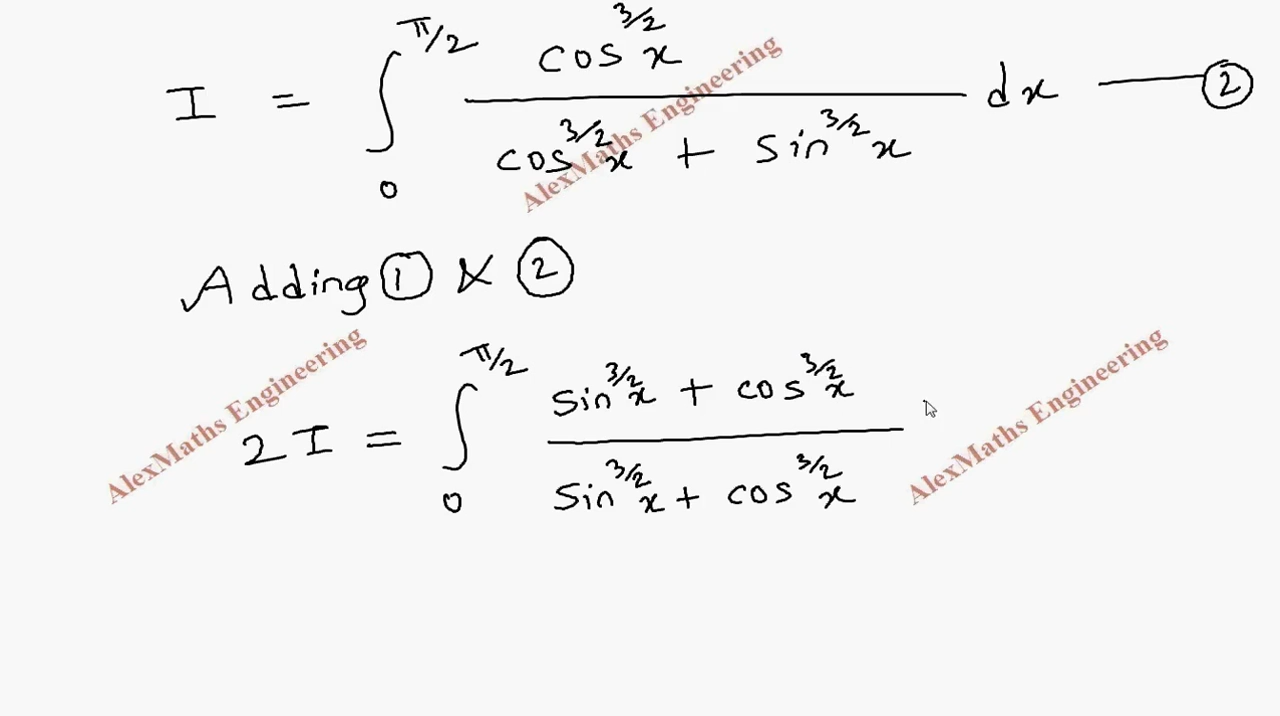 I = ∫₀^{π/2} cos^{3/2}x / (cos^{3/2}x + sin^{3/2}x) dx —— ②
AlexMaths Engineering
Adding ① & ②
AlexMaths Engineering
2I = ∫₀^{π/2} (sin^{3/2}x + cos^{3/2}x) / (sin^{3/2}x + cos^{3/2}x)
AlexMaths Engineering